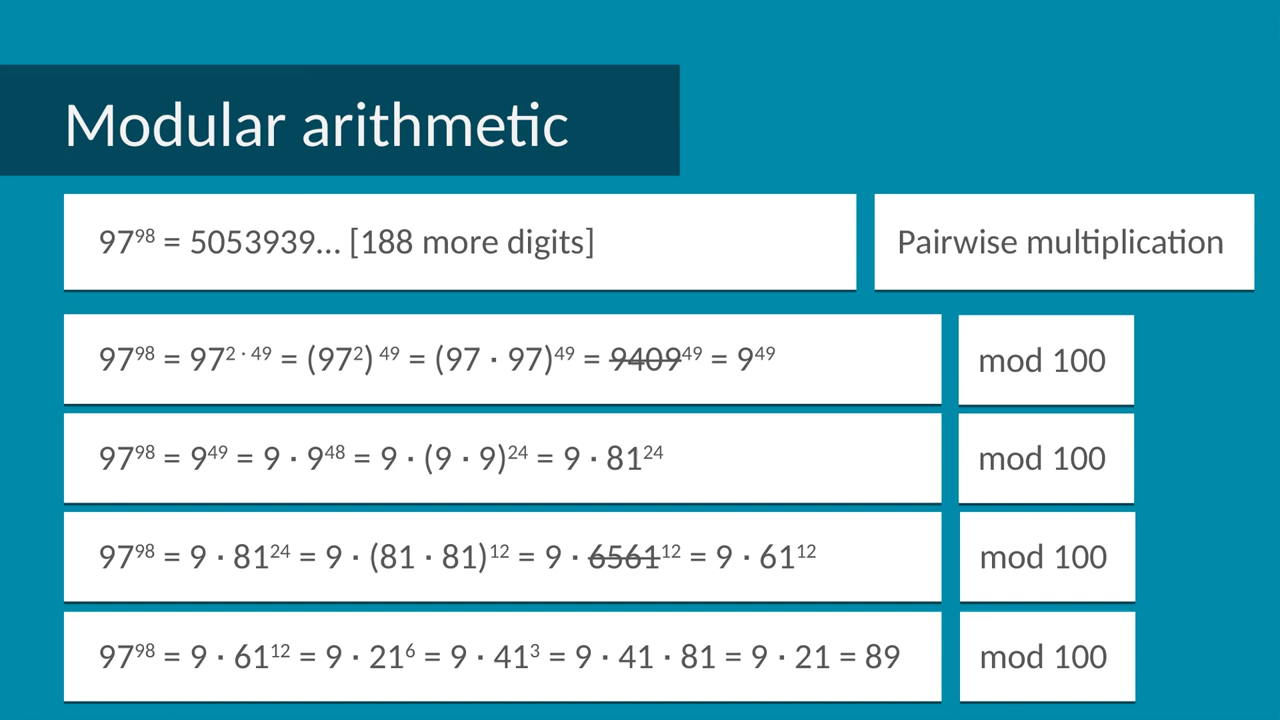 Modular arithmetic
97⁹⁸ = 5053939... [188 more digits]
Pairwise multiplication
97⁹⁸ = 97²·⁴⁹ = (97²)⁴⁹ = (97 · 97)⁴⁹ = 9409⁴⁹ = 9⁴⁹
mod 100
97⁹⁸ = 9⁴⁹ = 9 · 9⁴⁸ = 9 · (9 · 9)²⁴ = 9 · 81²⁴
mod 100
97⁹⁸ = 9 · 81²⁴ = 9 · (81 · 81)¹² = 9 · 6561¹² = 9 · 61¹²
mod 100
97⁹⁸ = 9 · 61¹² = 9 · 21⁶ = 9 · 41³ = 9 · 41 · 81 = 9 · 21 = 89
mod 100